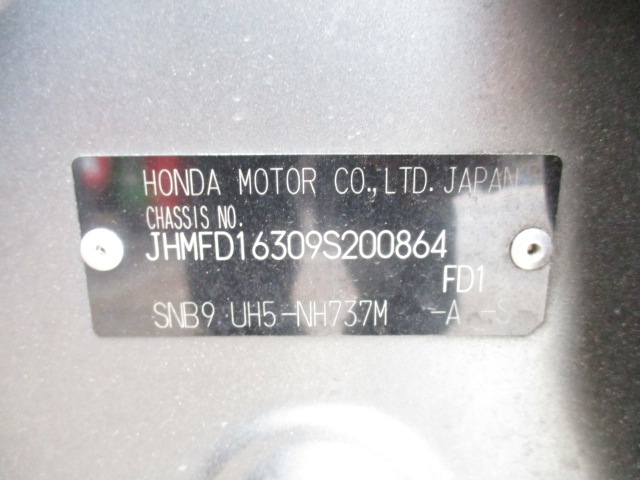 HONDA MOTOR CO., LTD. JAPAN
CHASSIS NO.
JHMFD16309S200864
FD1
SNB9 UH5-NH737M -A -S